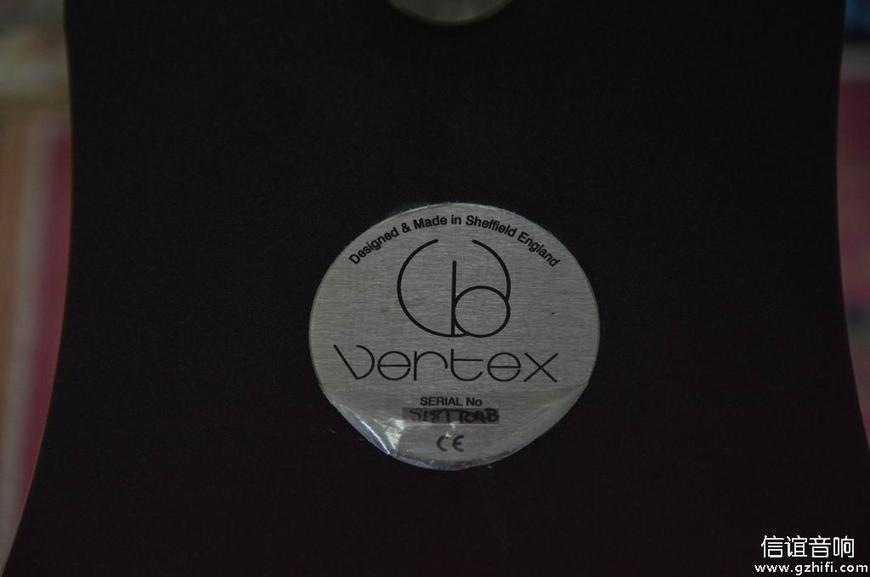 Designed & Made in Sheffield England
vertex
SERIAL No
CE
信谊音响
www.gzhifi.com